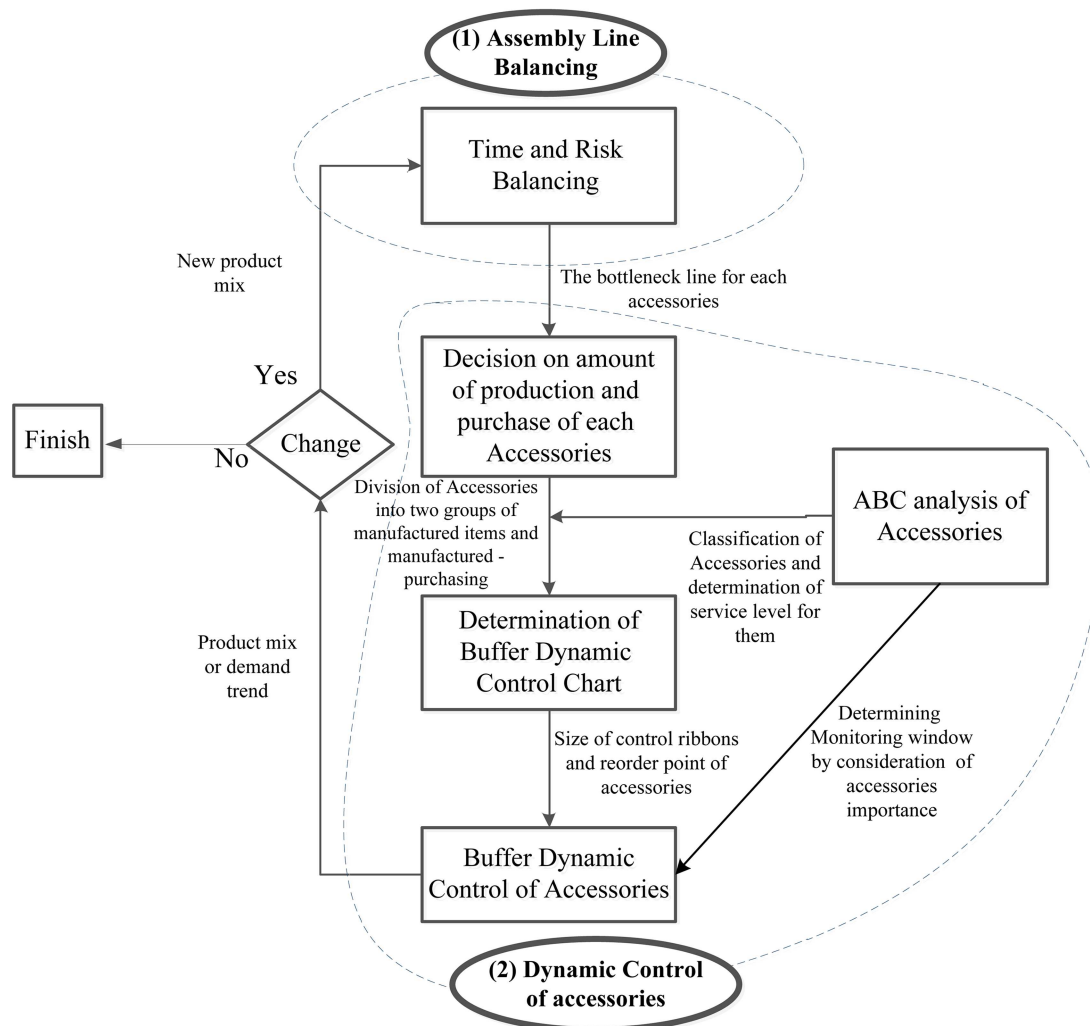 (1) Assembly Line
Balancing
Time and Risk
Balancing
New product
mix
The bottleneck line for each
accessories
Decision on amount
of production and
purchase of each
Accessories
Yes
Finish
Change
No
Division of Accessories
into two groups of
manufactured items and
manufactured -
purchasing
ABC analysis of
Accessories
Classification of
Accessories and
determination of
service level for
them
Determination of
Buffer Dynamic
Control Chart
Product mix
or demand
trend
Size of control ribbons
and reorder point of
accessories
Determining
Monitoring window
by consideration of
accessories
importance
Buffer Dynamic
Control of Accessories
(2) Dynamic Control
of accessories